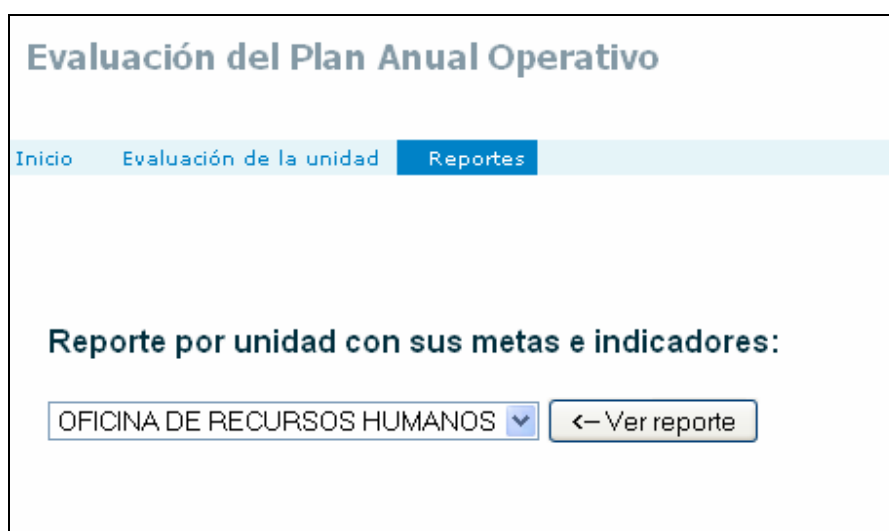 Evaluación del Plan Anual Operativo
Inicio Evaluación de la unidad Reportes
Reporte por unidad con sus metas e indicadores:
OFICINA DE RECURSOS HUMANOS <-- Ver reporte